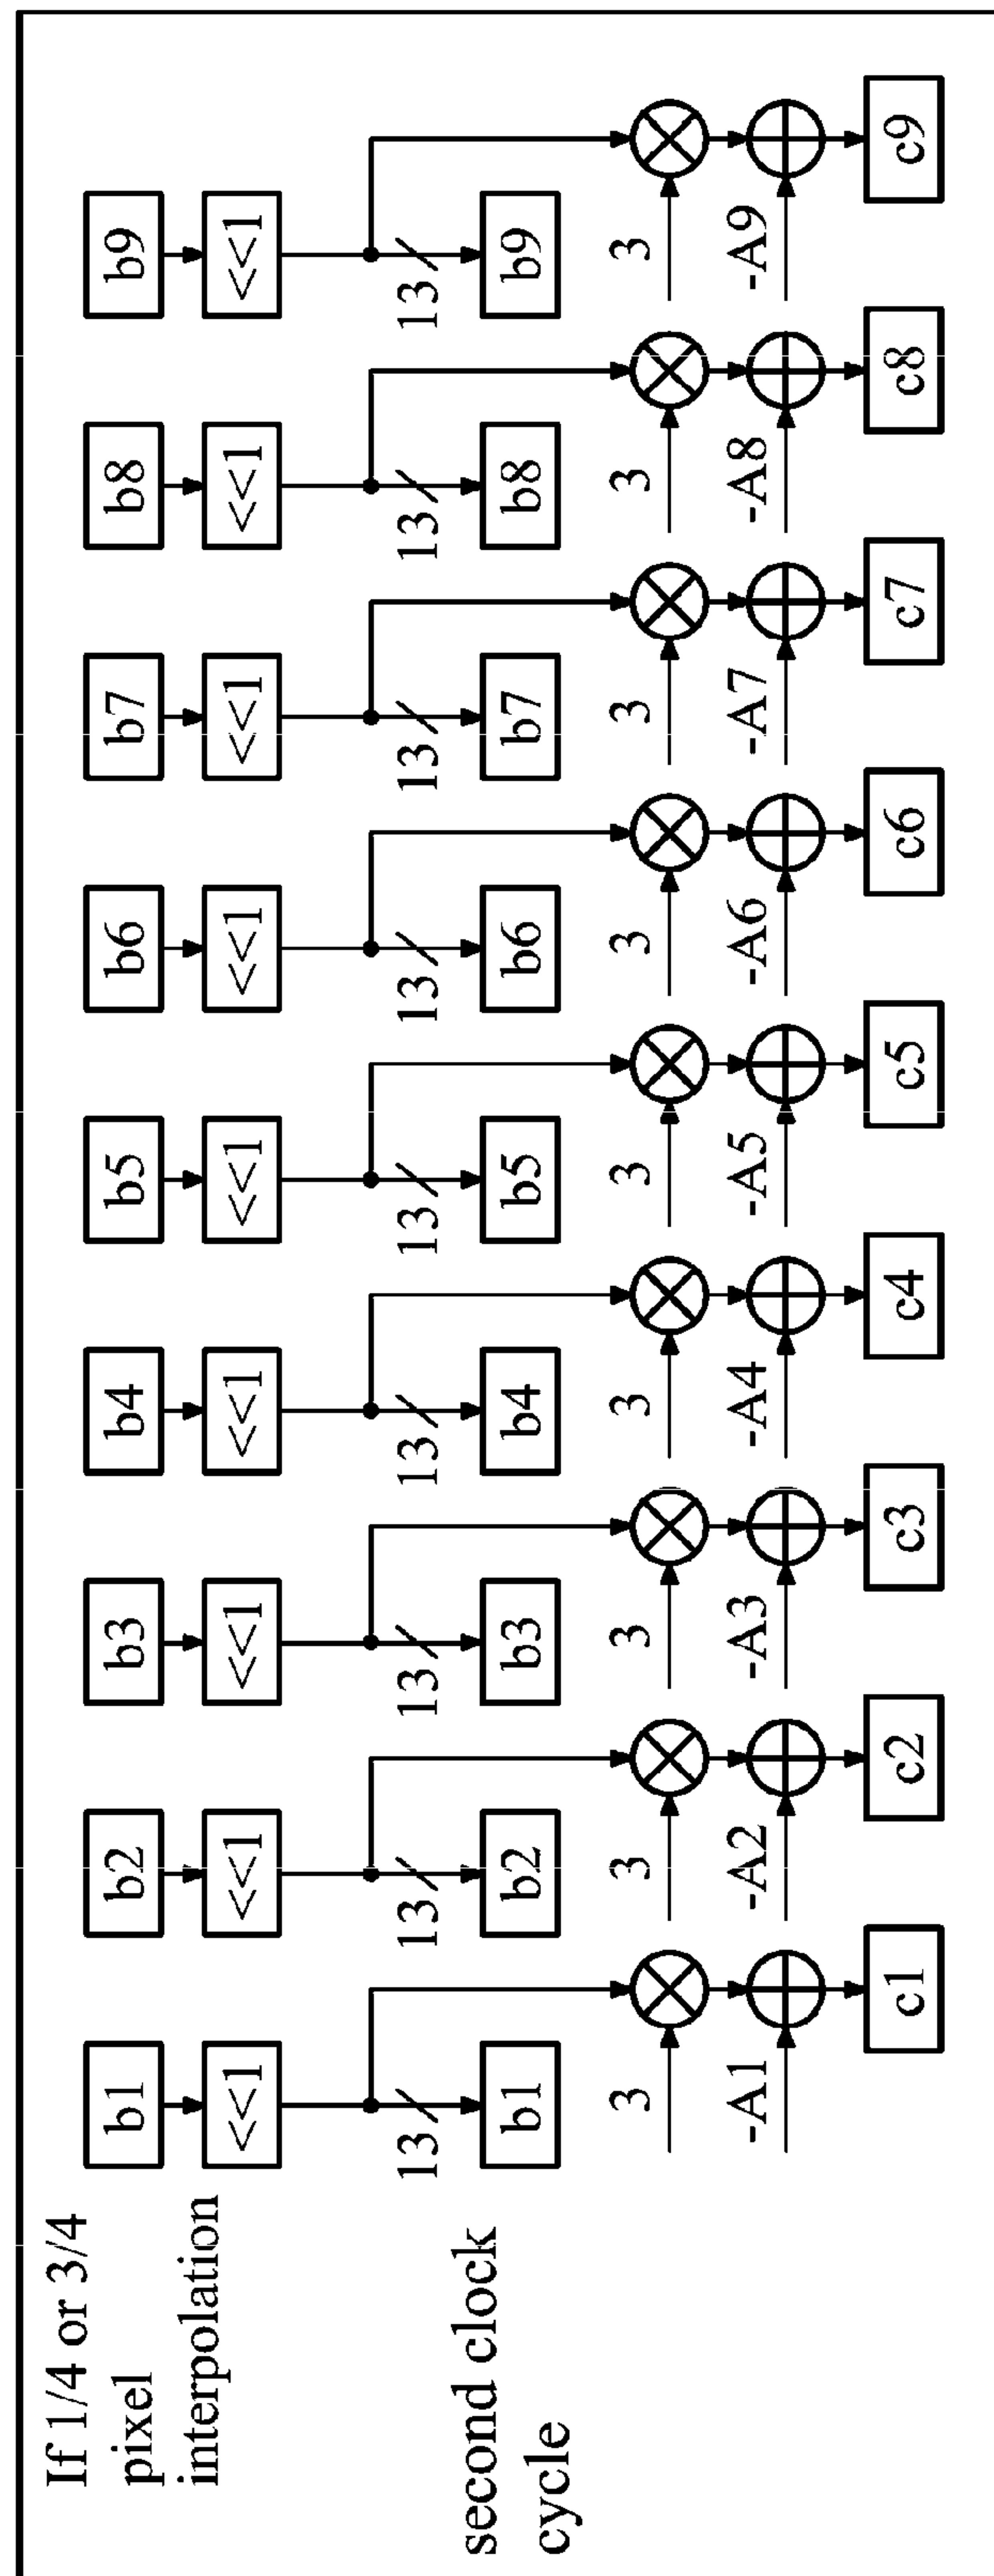 If 1/4 or 3/4
pixel
interpolation
b1 b2 b3 b4 b5 b6 b7 b8 b9
<<1 <<1 <<1 <<1 <<1 <<1 <<1 <<1 <<1
13 13 13 13 13 13 13 13 13
second clock
cycle
b1 b2 b3 b4 b5 b6 b7 b8 b9
3 3 3 3 3 3 3 3 3
-A1 -A2 -A3 -A4 -A5 -A6 -A7 -A8 -A9
c1 c2 c3 c4 c5 c6 c7 c8 c9